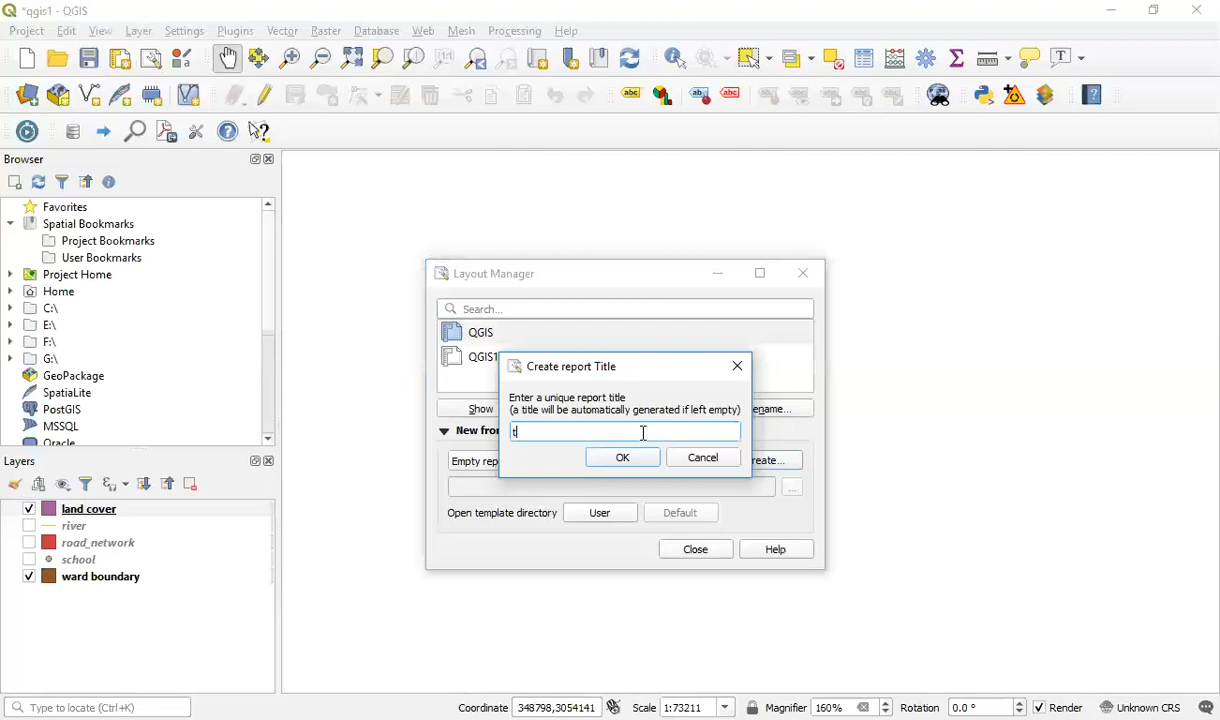 *qgis1 - QGIS
Project Edit View Layer Settings Plugins Vector Raster Database Web Mesh Processing Help
Browser
Favorites
Spatial Bookmarks
Project Bookmarks
User Bookmarks
Project Home
Home
C:\
E:\
F:\
G:\
GeoPackage
SpatiaLite
PostGIS
MSSQL
Oracle
Layers
land cover
river
road_network
school
ward boundary
Layout Manager
Search...
QGIS
QGIS1
Show
ename...
New fro
Empty rep
reate...
...
Open template directory User Default
Close Help
Create report Title
Enter a unique report title
(a title will be automatically generated if left empty)
t
OK Cancel
Type to locate (Ctrl+K) Coordinate 348798,3054141 Scale 1:73211 Magnifier 160% Rotation 0.0 ° Render Unknown CRS